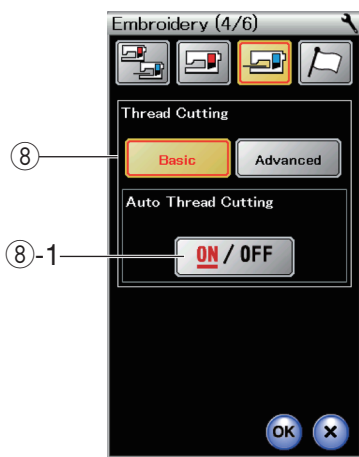 Embroidery (4/6)
Thread Cutting
⑧
Basic
Advanced
Auto Thread Cutting
⑧-1
ON / OFF
OK